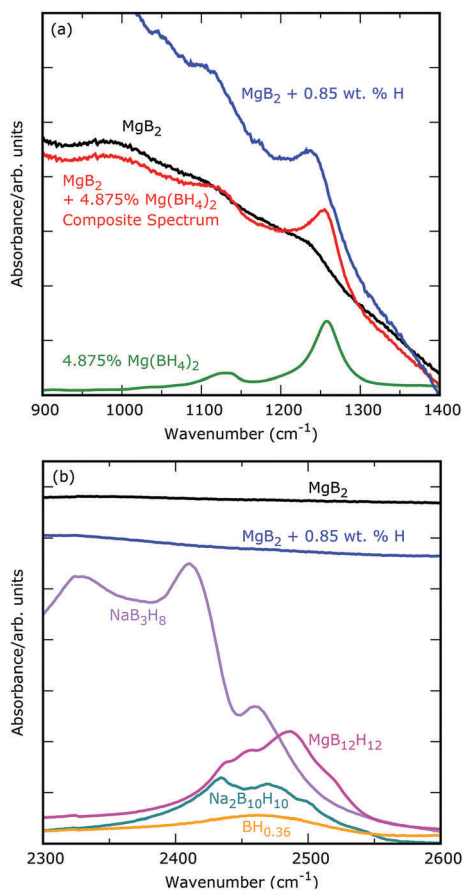 (a)
MgB2 + 0.85 wt. % H
MgB2
MgB2
+ 4.875% Mg(BH4)2
Composite Spectrum
4.875% Mg(BH4)2
Absorbance/arb. units
900 1000 1100 1200 1300 1400
Wavenumber (cm-1)
(b)
MgB2
MgB2 + 0.85 wt. % H
NaB3H8
MgB12H12
Na2B10H10
BH0.36
Absorbance/arb. units
2300 2400 2500 2600
Wavenumber (cm-1)